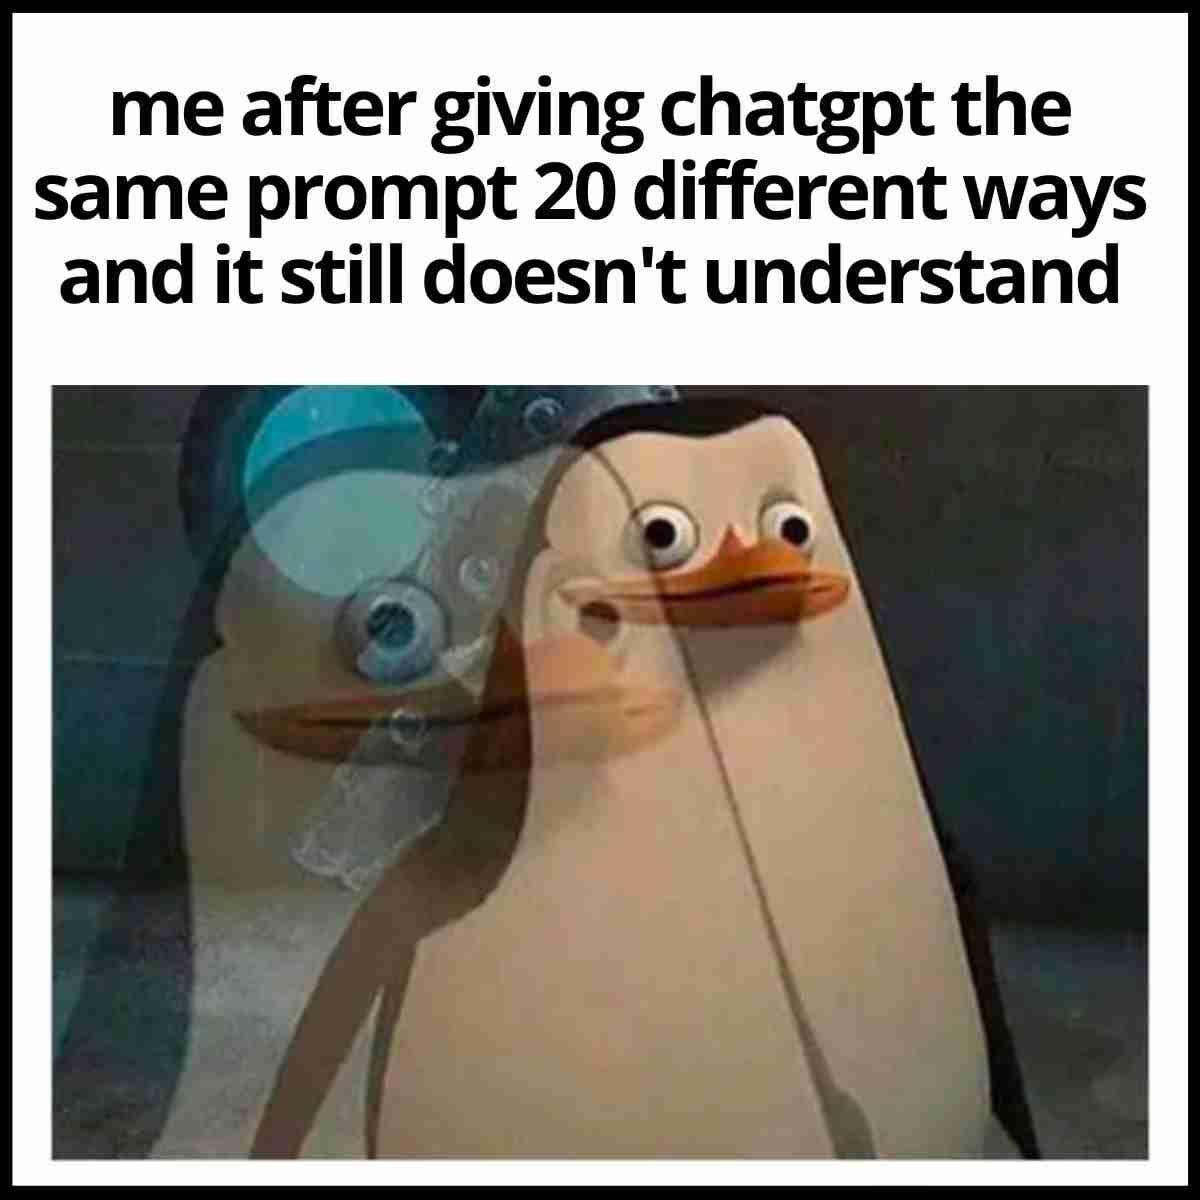 me after giving chatgpt the
same prompt 20 different ways
and it still doesn't understand